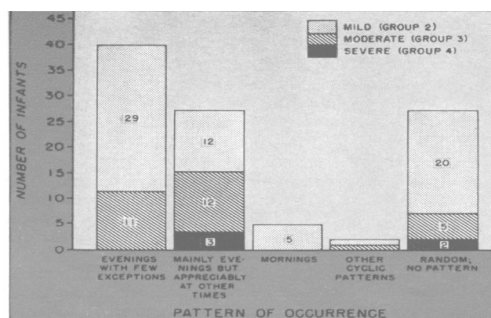 MILD (GROUP 2)
MODERATE (GROUP 3)
SEVERE (GROUP 4)
NUMBER OF INFANTS
45
40
35
30
25
20
15
10
5
0
29
11
12
12
3
5
20
5
2
EVENINGS
WITH FEW
EXCEPTIONS
MAINLY EVE-
NINGS BUT
APPRECIABLY
AT OTHER
TIMES
MORNINGS
OTHER
CYCLIC
PATTERNS
RANDOM;
NO PATTERN
PATTERN OF OCCURRENCE